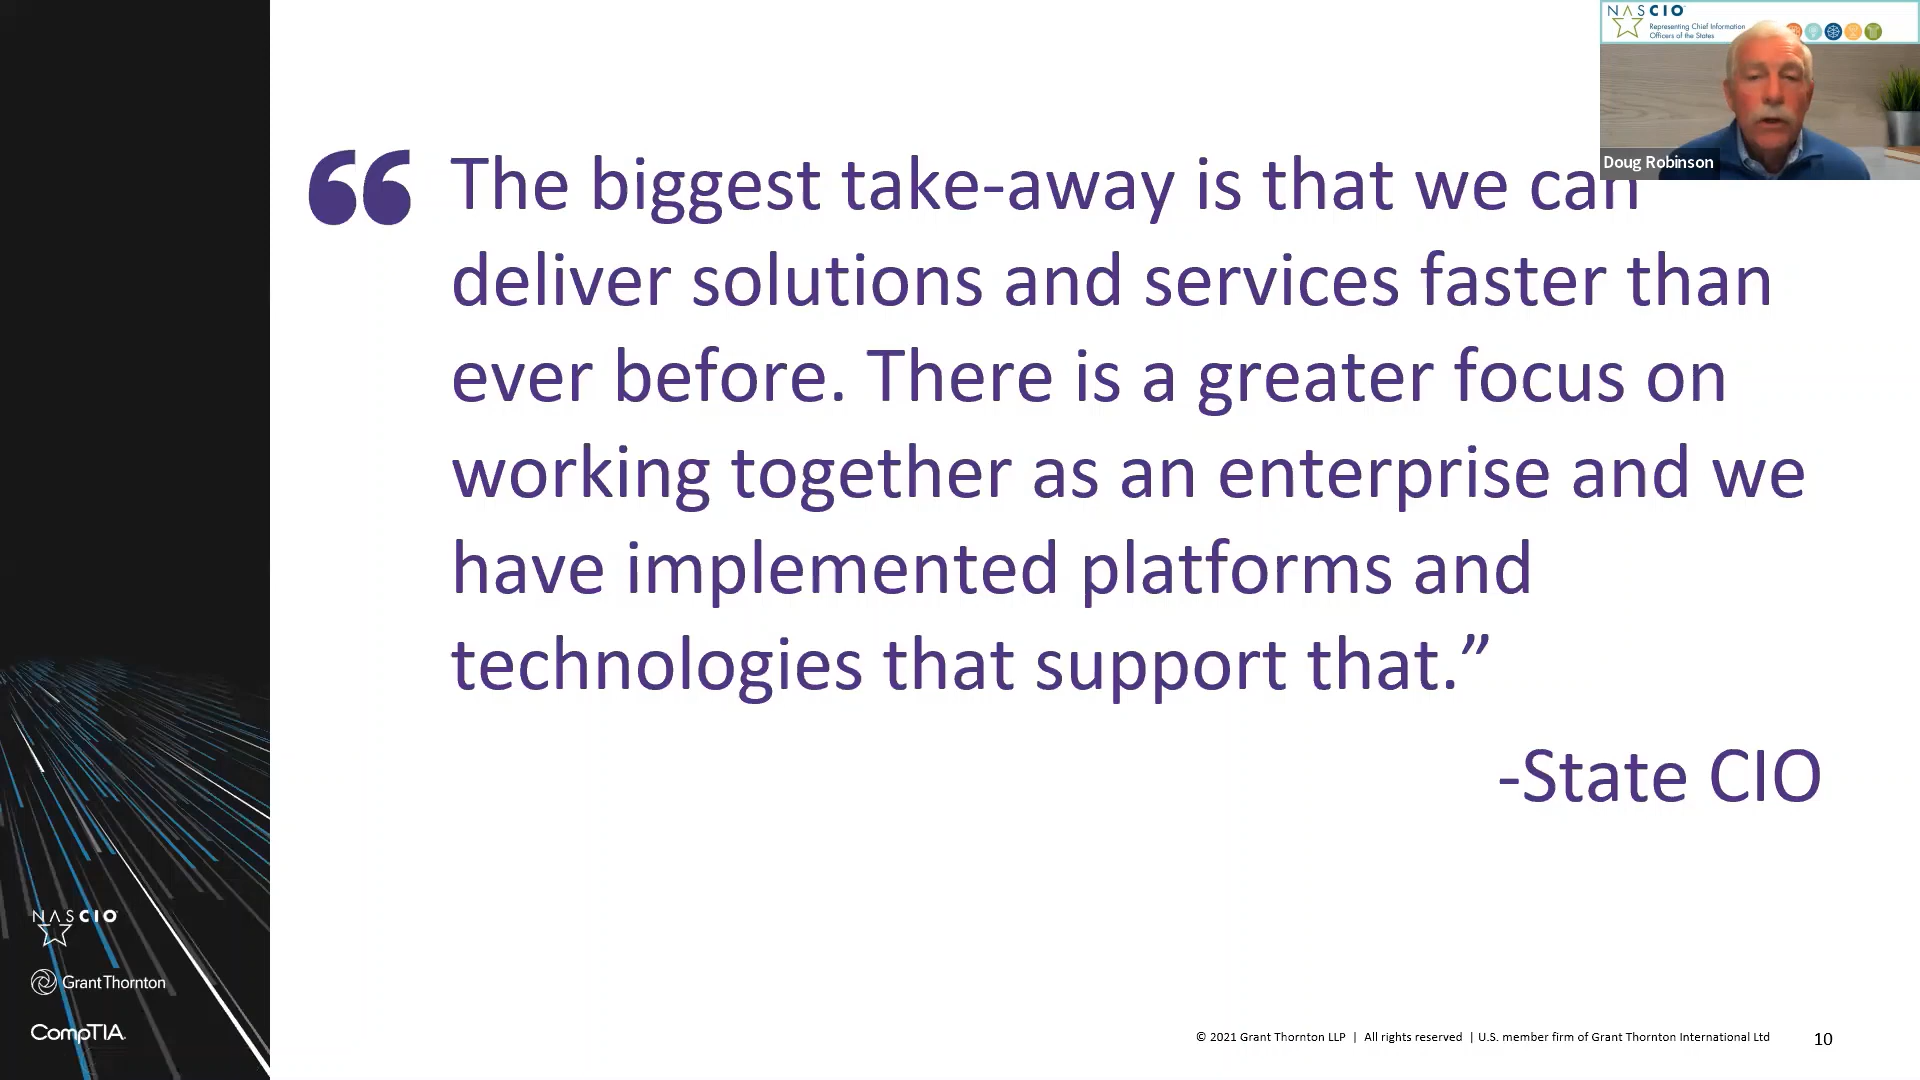 NASCIO
Representing Chief Information
Officers of the States
Doug Robinson
“ The biggest take-away is that we can
deliver solutions and services faster than
ever before. There is a greater focus on
working together as an enterprise and we
have implemented platforms and
technologies that support that.”
-State CIO
NASCIO
GrantThornton
CompTIA
© 2021 Grant Thornton LLP | All rights reserved | U.S. member firm of Grant Thornton International Ltd 10